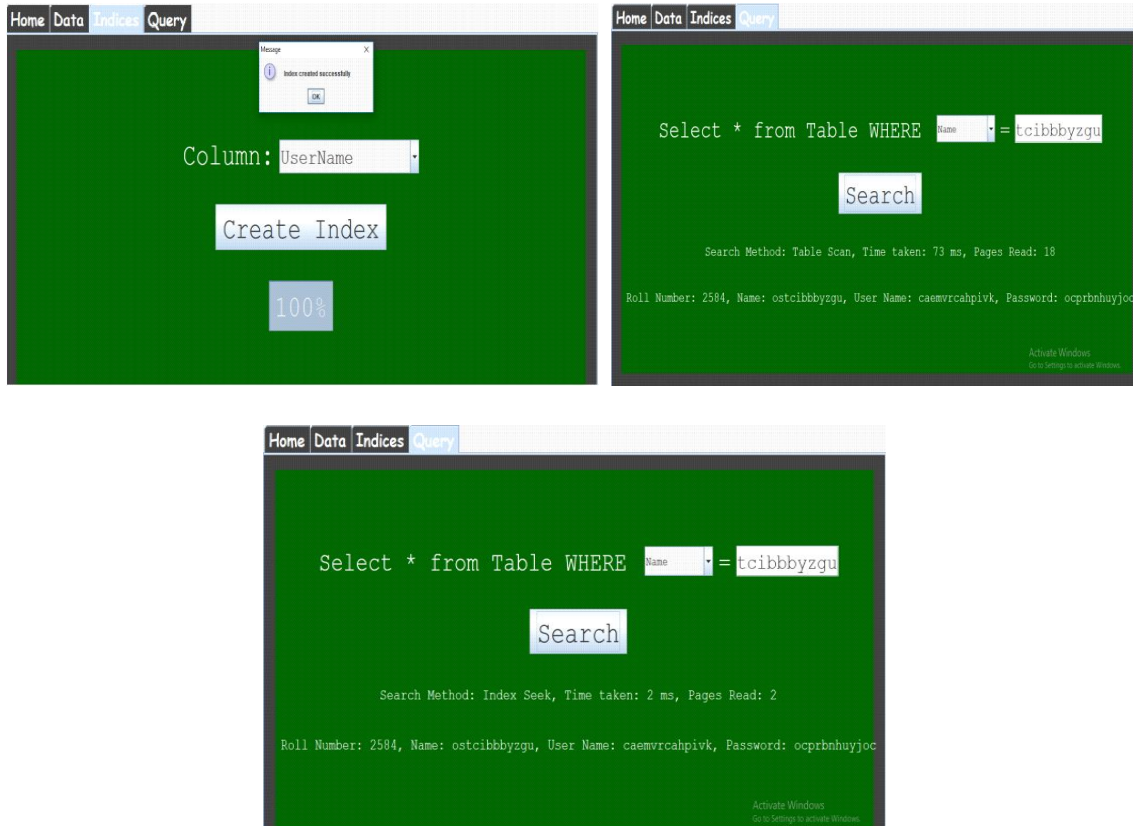 Home Data Indices Query
Message X
Index created successfully
OK
Column: UserName
Create Index
100%
Home Data Indices Query
Select * from Table WHERE Name = tcibbbyzgu
Search
Search Method: Table Scan, Time taken: 73 ms, Pages Read: 18
Roll Number: 2584, Name: ostcibbbyzgu, User Name: caemvrcahpivk, Password: ocprbnhuyjoc
Activate Windows
Go to Settings to activate Windows.
Home Data Indices Query
Select * from Table WHERE Name = tcibbbyzgu
Search
Search Method: Index Seek, Time taken: 2 ms, Pages Read: 2
Roll Number: 2584, Name: ostcibbbyzgu, User Name: caemvrcahpivk, Password: ocprbnhuyjoc
Activate Windows
Go to Settings to activate Windows.